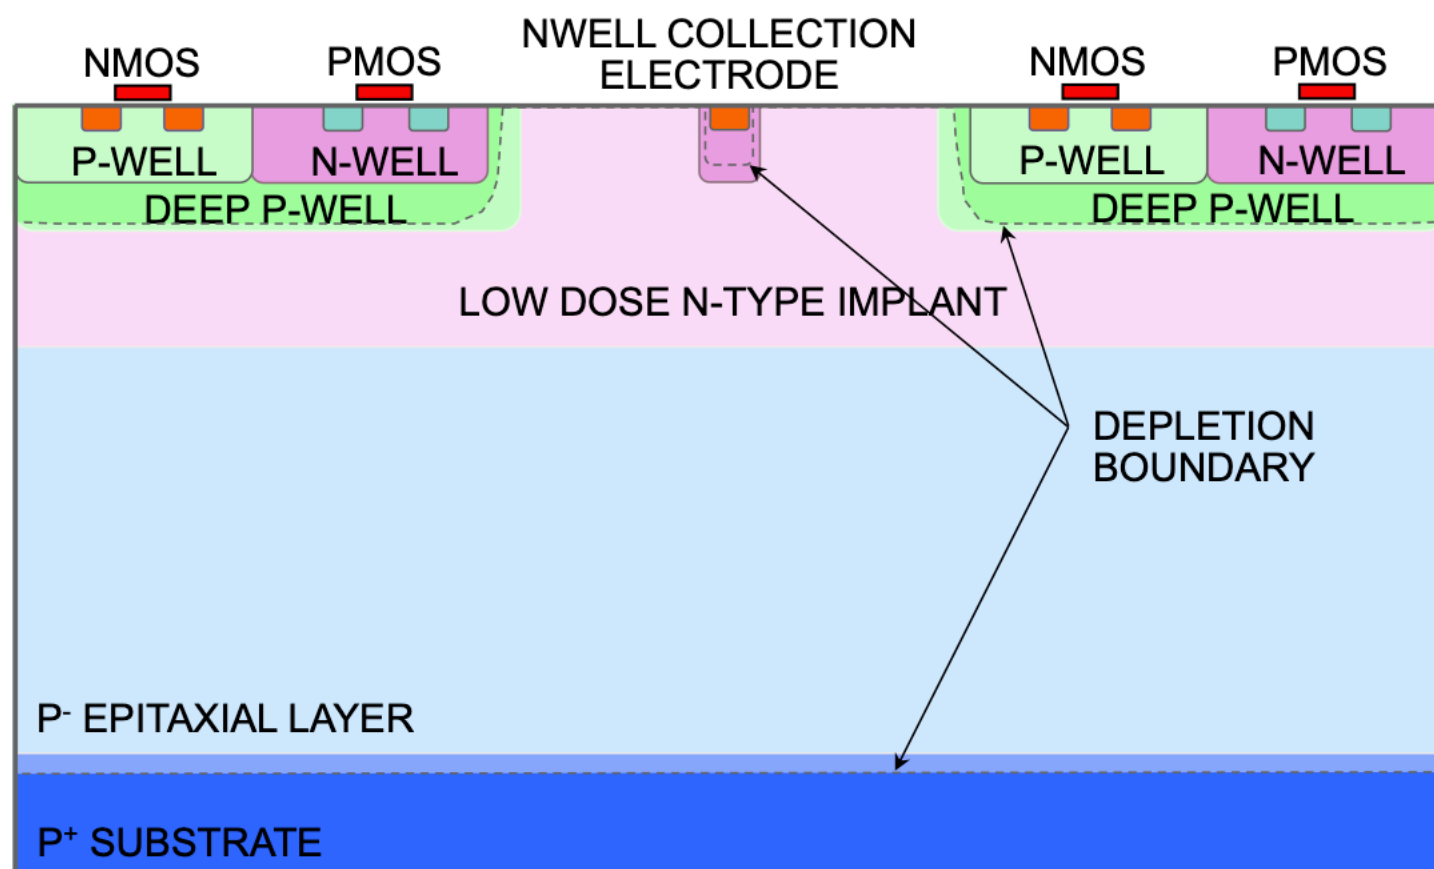 NWELL COLLECTION
ELECTRODE
NMOS
PMOS
NMOS
PMOS
P-WELL
N-WELL
P-WELL
N-WELL
DEEP P-WELL
DEEP P-WELL
LOW DOSE N-TYPE IMPLANT
DEPLETION
BOUNDARY
P⁻ EPITAXIAL LAYER
P⁺ SUBSTRATE